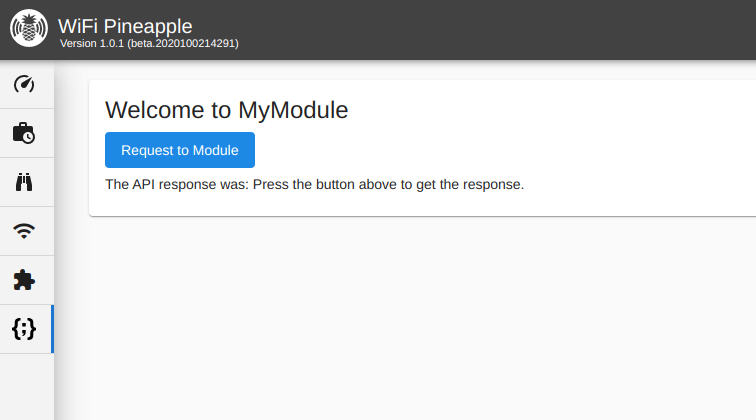 WiFi Pineapple
Version 1.0.1 (beta.2020100214291)
Welcome to MyModule
Request to Module
The API response was: Press the button above to get the response.
{;}